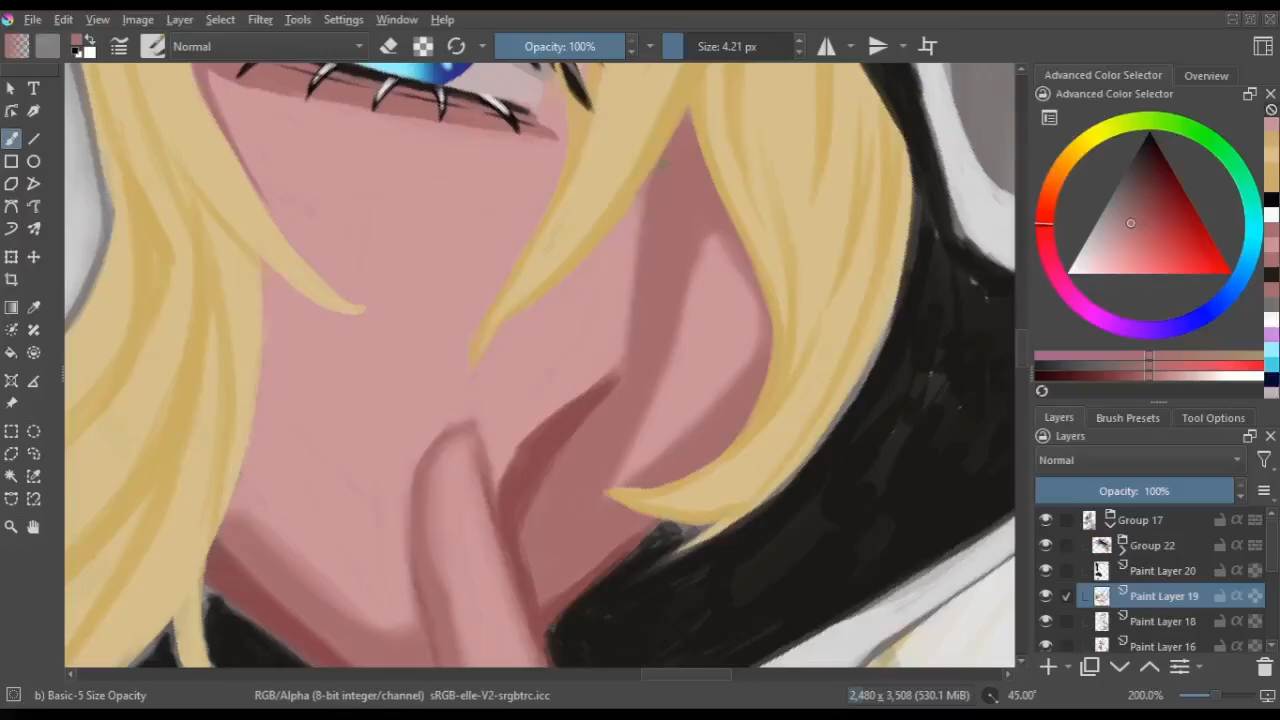 File Edit View Image Layer Select Filter Tools Settings Window Help
Normal Opacity: 100% Size: 4.21 px
Advanced Color Selector Overview
Advanced Color Selector
Layers Brush Presets Tool Options
Layers
Normal
Opacity: 100%
Group 17
Group 22
Paint Layer 20
Paint Layer 19
Paint Layer 18
Paint Layer 16
b) Basic-5 Size Opacity RGB/Alpha (8-bit integer/channel) sRGB-elle-V2-srgbtrc.icc 2,480 x 3,508 (530.1 MiB) 45.00° 200.0%